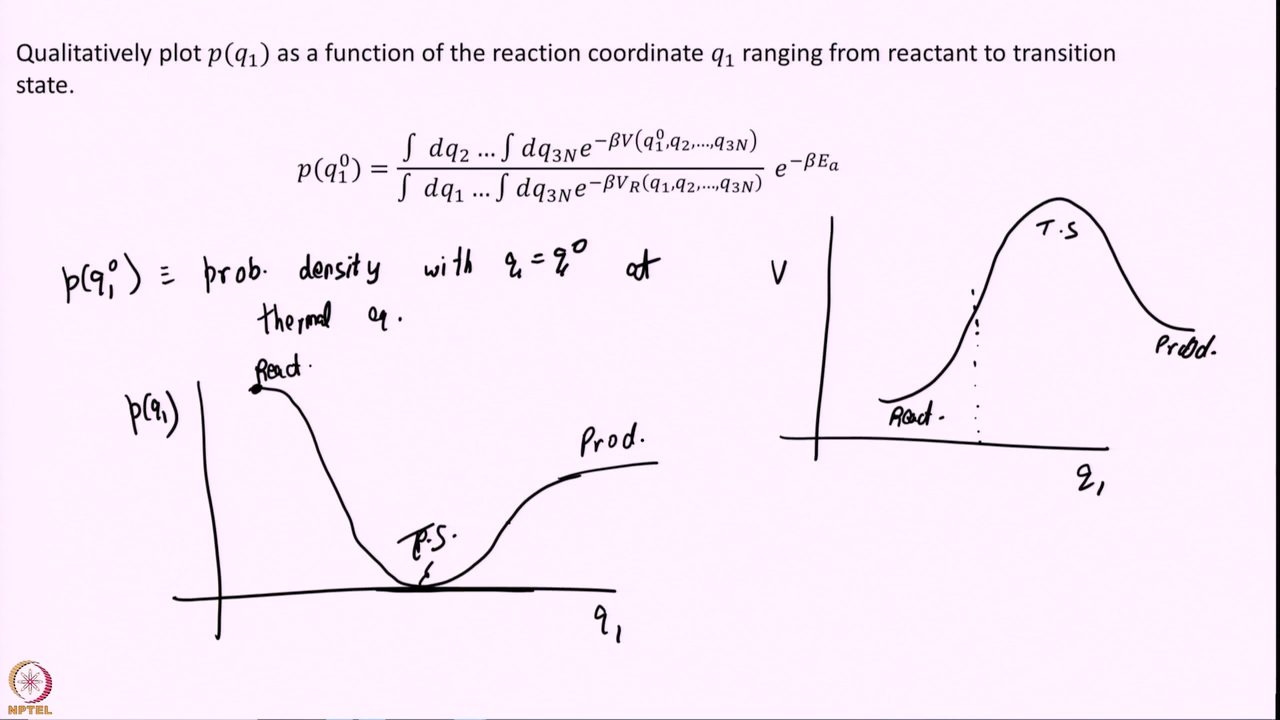 Qualitatively plot p(q₁) as a function of the reaction coordinate q₁ ranging from reactant to transition
state.
p(q₁⁰) = ∫ dq₂ … ∫ dq₃N e^{−βV(q₁⁰,q₂,…,q₃N)} / ∫ dq₁ … ∫ dq₃N e^{−βV_R(q₁,q₂,…,q₃N)} e^{−βEₐ}
p(q₁⁰) ≡ prob. density with q₁ = q₁⁰ at
thermal eq.
V
T.S
Prod.
React.
q₁
React.
p(q₁)
Prod.
T.S.
q₁
NPTEL